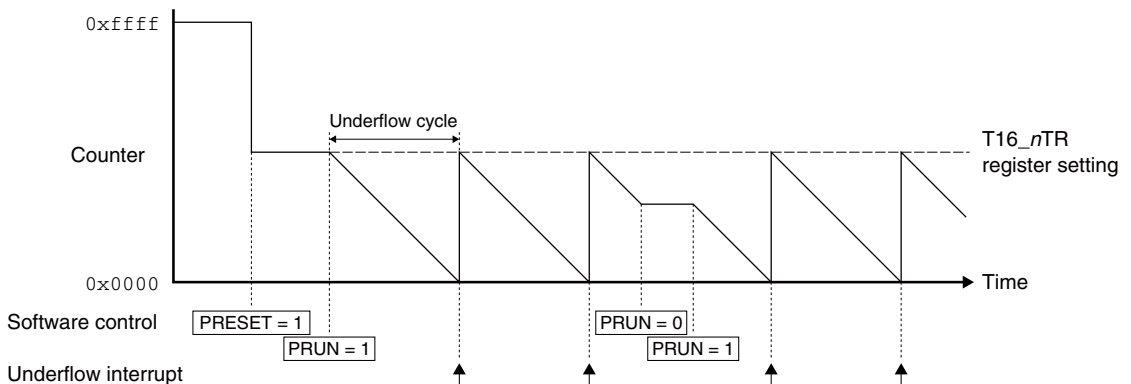 0xffff
Underflow cycle
Counter
T16_nTR
register setting
0x0000
Time
Software control
PRESET = 1
PRUN = 0
PRUN = 1
PRUN = 1
Underflow interrupt